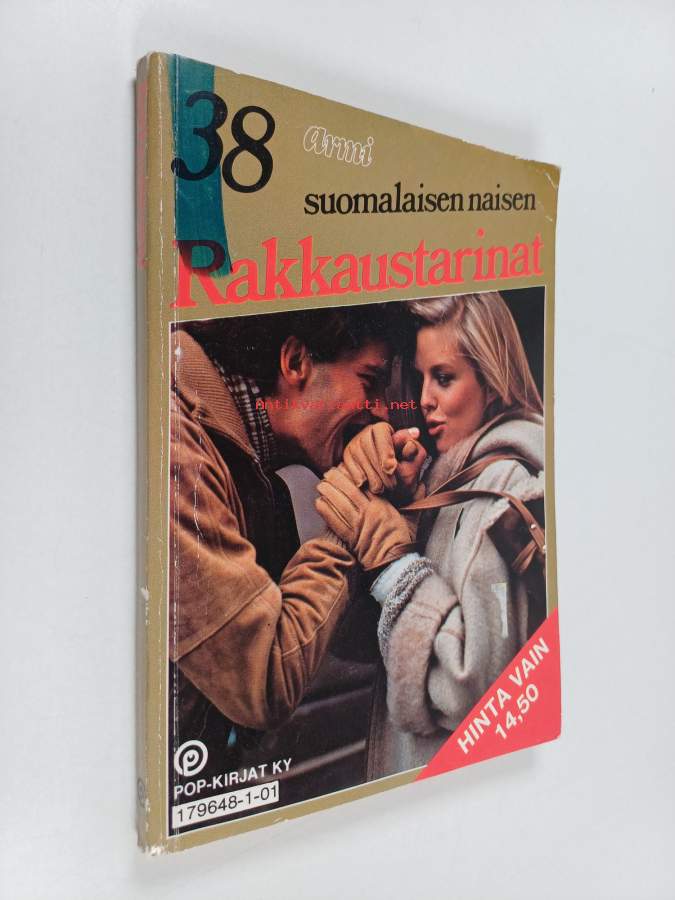 38
armi
suomalaisen naisen
Rakkaustarinat
antikvariaatti.net
HINTA VAIN
14,50
POP-KIRJAT KY
179648-1-01